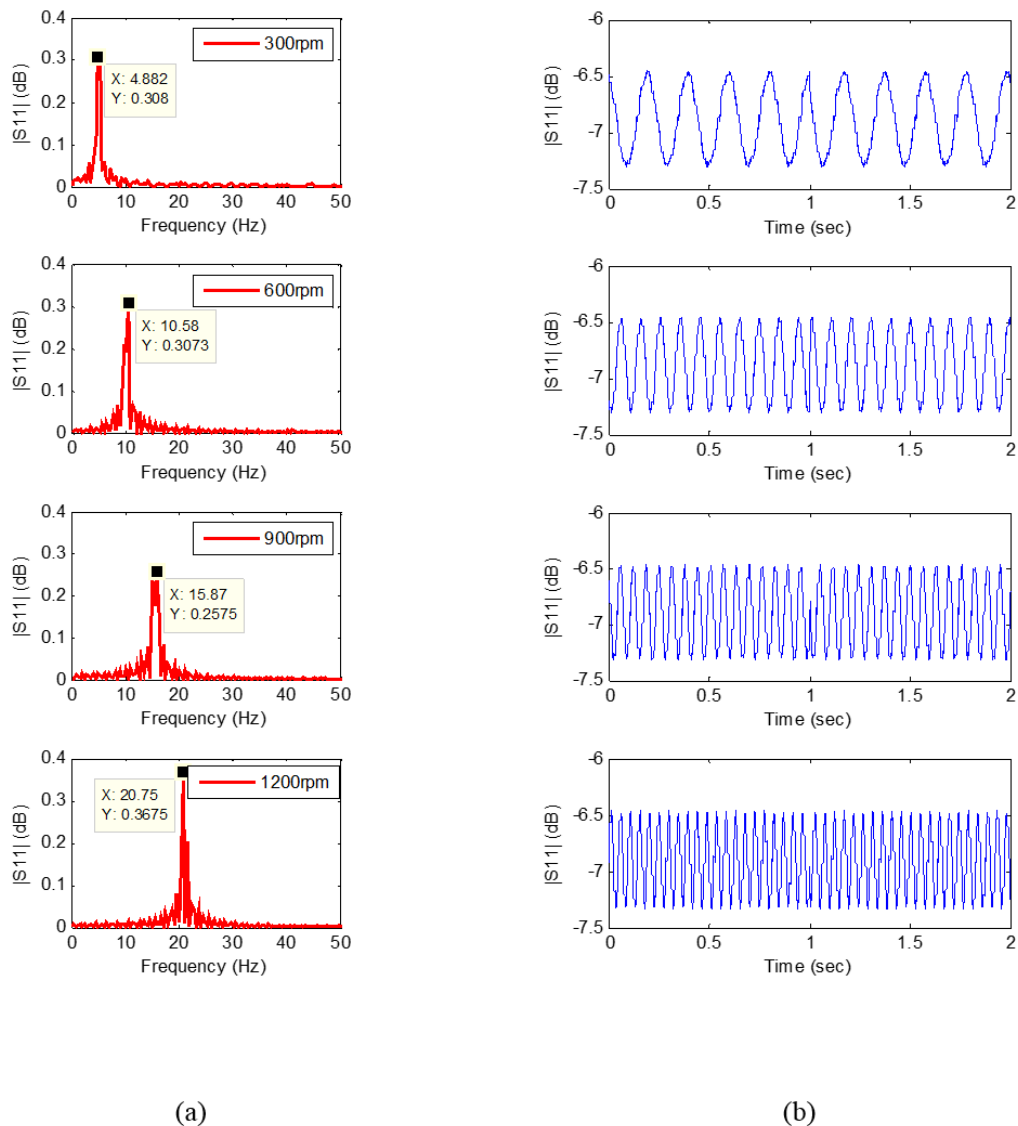 0.4
0.3
0.2
0.1
0
|S11| (dB)
300rpm
X: 4.882
Y: 0.308
0 10 20 30 40 50
Frequency (Hz)
-6
-6.5
-7
-7.5
|S11| (dB)
0 0.5 1 1.5 2
Time (sec)
0.4
0.3
0.2
0.1
0
|S11| (dB)
600rpm
X: 10.58
Y: 0.3073
0 10 20 30 40 50
Frequency (Hz)
-6
-6.5
-7
-7.5
|S11| (dB)
0 0.5 1 1.5 2
Time (sec)
0.4
0.3
0.2
0.1
0
|S11| (dB)
900rpm
X: 15.87
Y: 0.2575
0 10 20 30 40 50
Frequency (Hz)
-6
-6.5
-7
-7.5
|S11| (dB)
0 0.5 1 1.5 2
Time (sec)
0.4
0.3
0.2
0.1
0
|S11| (dB)
1200rpm
X: 20.75
Y: 0.3675
0 10 20 30 40 50
Frequency (Hz)
-6
-6.5
-7
-7.5
|S11| (dB)
0 0.5 1 1.5 2
Time (sec)
(a)
(b)